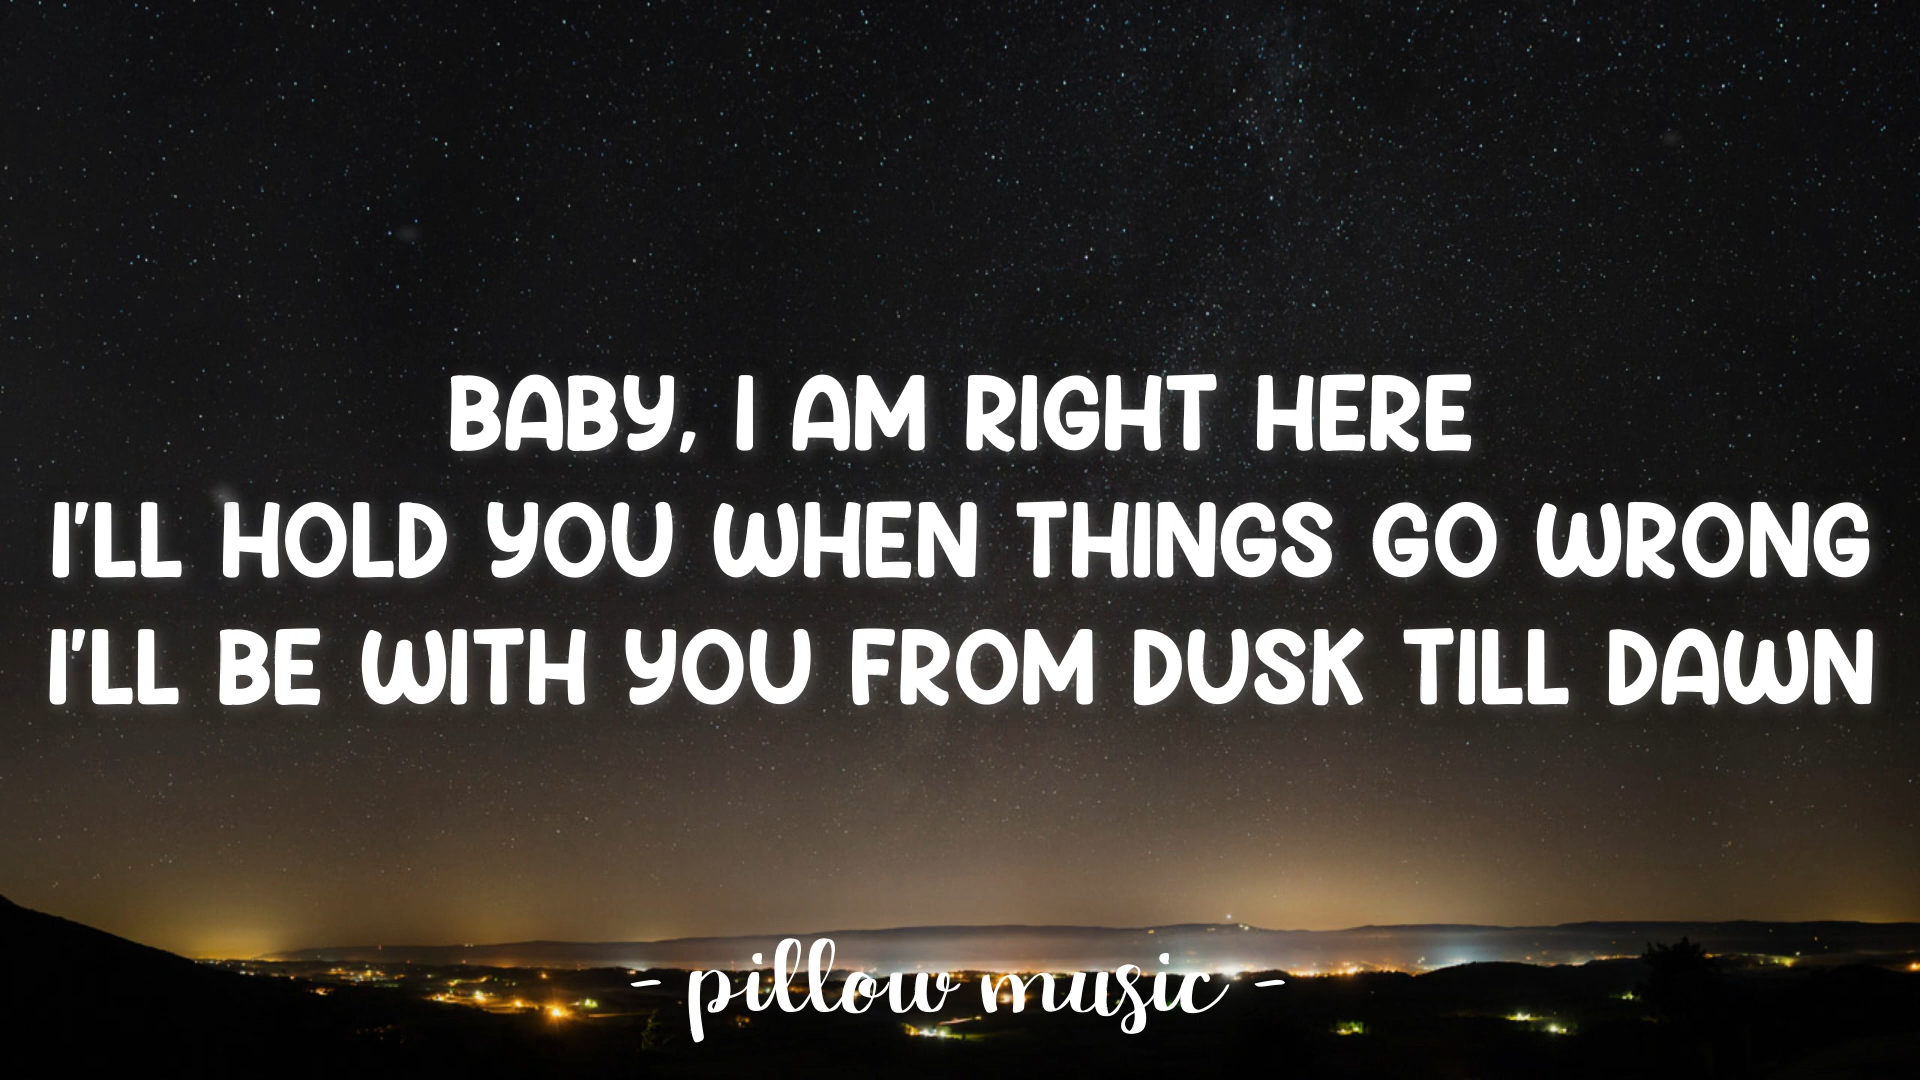 BABY, I AM RIGHT HERE
I'LL HOLD YOU WHEN THINGS GO WRONG
I'LL BE WITH YOU FROM DUSK TILL DAWN
- pillow music -